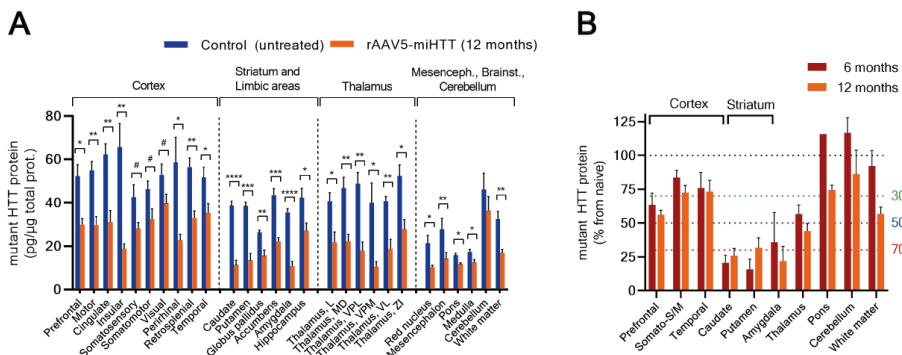 A
Control (untreated)
rAAV5-miHTT (12 months)
Cortex
Striatum and
Limbic areas
Thalamus
Mesenceph., Brainst.,
Cerebellum
mutant HTT protein
(pg/µg total prot.)
80
60
40
20
0
* ** ** ** # # # * ** *
**** *** ** *** **** *
* ** ** * ** *
* ** * * **
Prefrontal
Motor
Cingulate
Insular
Somatosensory
Somatomotor
Visual
Perirhinal
Retrosplenial
Temporal
Caudate
Putamen
Globus pallidus
Accumbens
Amygdala
Hippocampus
Thalamus, L
Thalamus, MD
Thalamus, VPL
Thalamus, VPM
Thalamus, VL
Thalamus, ZI
Red nucleus
Mesencephalon
Pons
Medulla
Cerebellum
White matter
B
6 months
12 months
Cortex
Striatum
mutant HTT protein
(% from naive)
125
100
75
50
25
0
30
50
70
Prefrontal
Somato-S/M
Temporal
Caudate
Putamen
Amygdala
Thalamus
Pons
Cerebellum
White matter